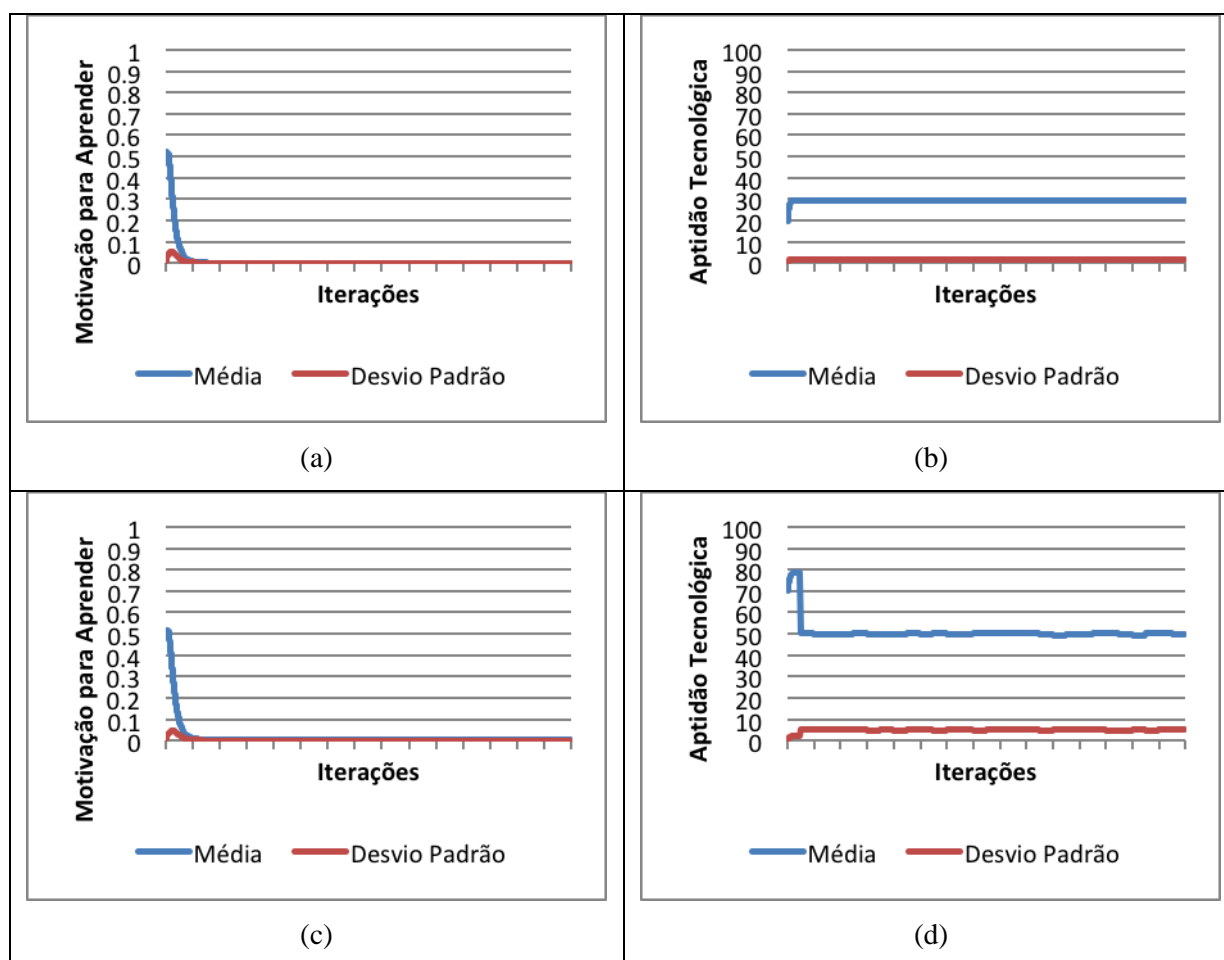 Motivação para Aprender
1
0.9
0.8
0.7
0.6
0.5
0.4
0.3
0.2
0.1
0
Iterações
Média Desvio Padrão
(a)
Aptidão Tecnológica
100
90
80
70
60
50
40
30
20
10
0
Iterações
Média Desvio Padrão
(b)
Motivação para Aprender
1
0.9
0.8
0.7
0.6
0.5
0.4
0.3
0.2
0.1
0
Iterações
Média Desvio Padrão
(c)
Aptidão Tecnológica
100
90
80
70
60
50
40
30
20
10
0
Iterações
Média Desvio Padrão
(d)